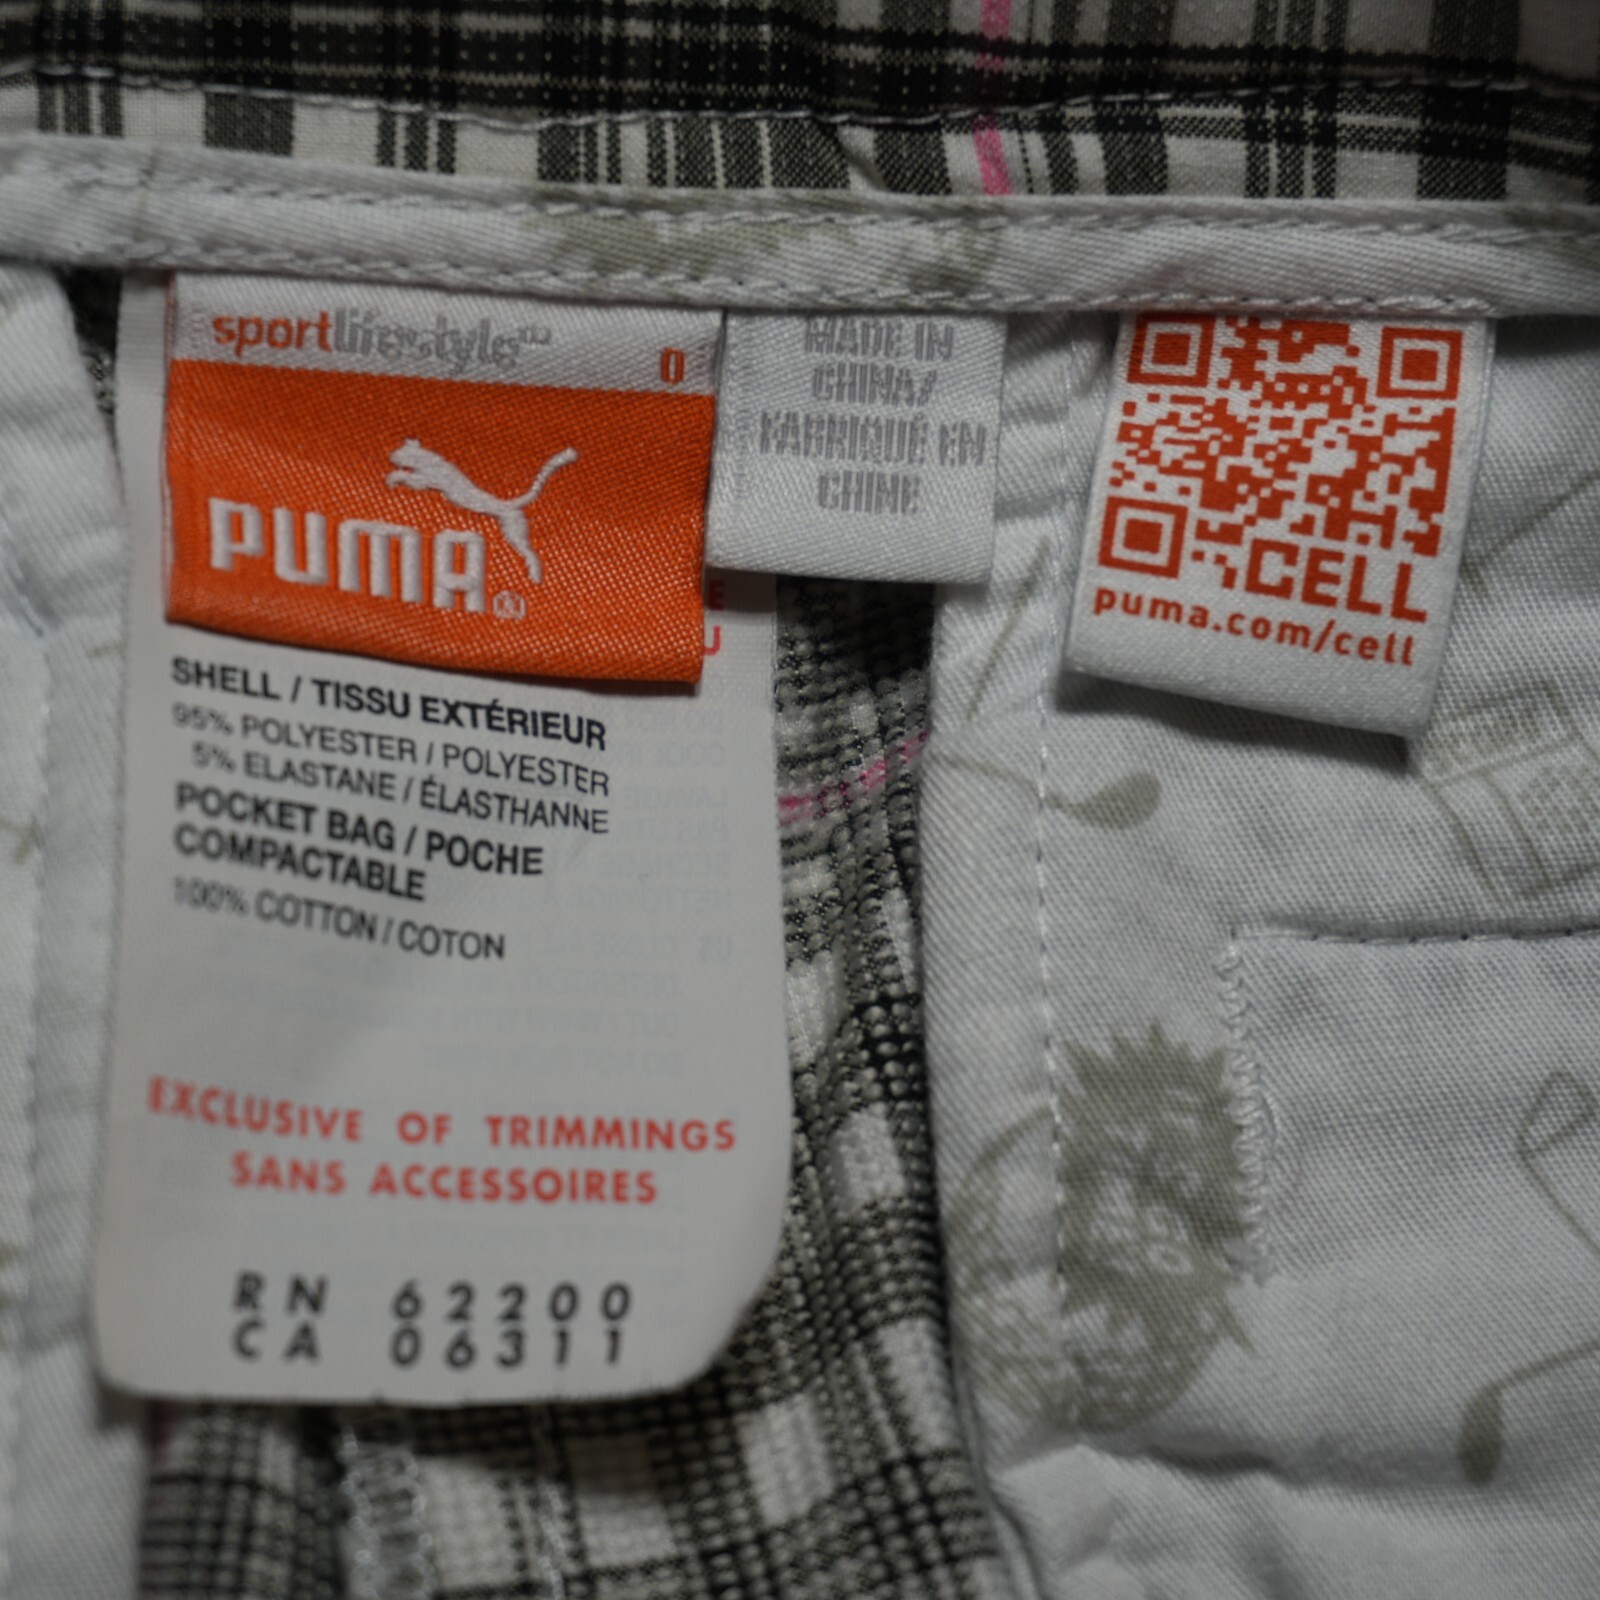 sportlifestyle™
0
PUMA®
MADE IN
CHINA/
FABRIQUÉ EN
CHINE
CELL
puma.com/cell
SHELL / TISSU EXTÉRIEUR
95% POLYESTER / POLYESTER
5% ELASTANE / ÉLASTHANNE
POCKET BAG / POCHE
COMPACTABLE
100% COTTON / COTON
EXCLUSIVE OF TRIMMINGS
SANS ACCESSOIRES
RN 62200
CA 06311